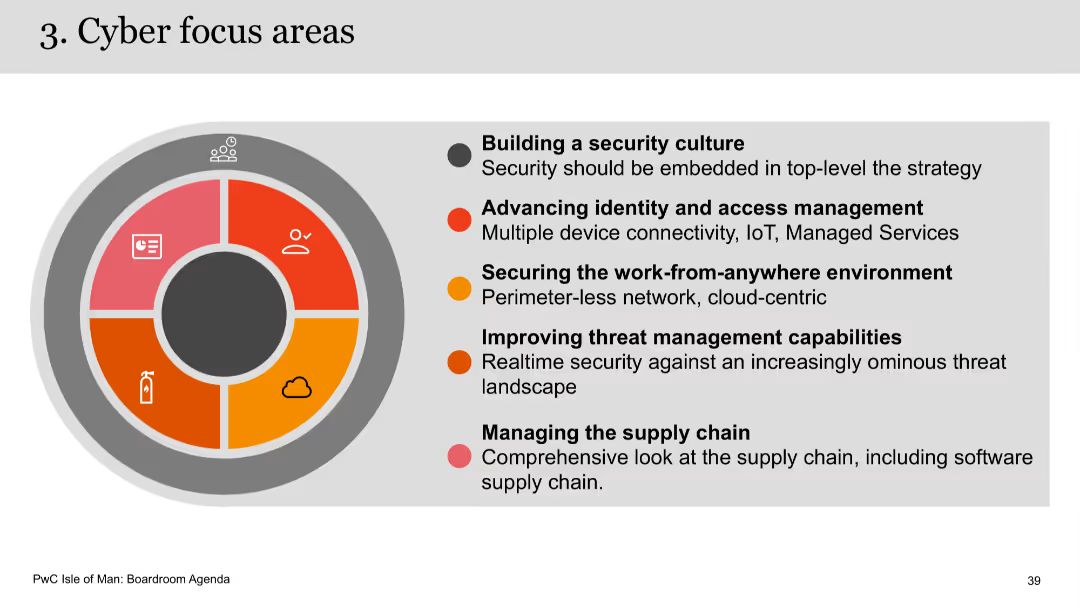 3. Cyber focus areas
Building a security culture
Security should be embedded in top-level the strategy
Advancing identity and access management
Multiple device connectivity, IoT, Managed Services
Securing the work-from-anywhere environment
Perimeter-less network, cloud-centric
Improving threat management capabilities
Realtime security against an increasingly ominous threat
landscape
Managing the supply chain
Comprehensive look at the supply chain, including software
supply chain.
PwC Isle of Man: Boardroom Agenda
39